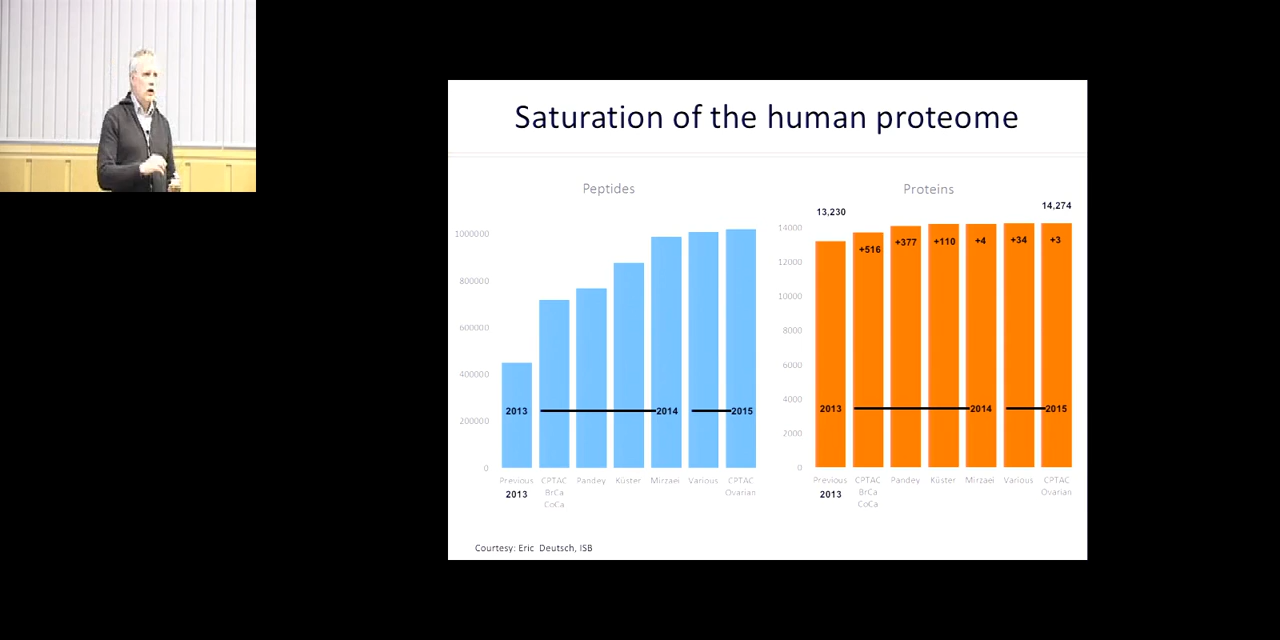 Saturation of the human proteome
Peptides
1000000
800000
600000
400000
200000
0
2013
2014
2015
Previous
2013
CPTAC
BrCa
CoCa
Pandey
Küster
Mirzaei
Various
CPTAC
Ovarian
Proteins
13,230
14,274
14000
12000
10000
8000
6000
4000
2000
0
+516
+377
+110
+4
+34
+3
2013
2014
2015
Previous
2013
CPTAC
BrCa
CoCa
Pandey
Küster
Mirzaei
Various
CPTAC
Ovarian
Courtesy: Eric Deutsch, ISB